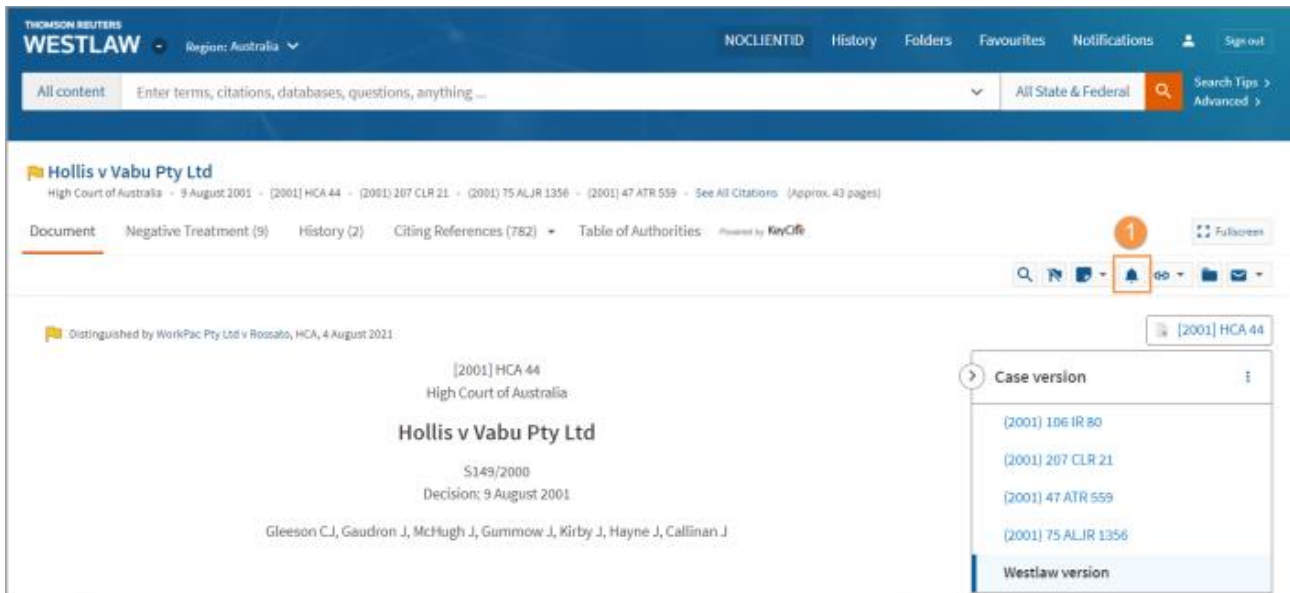 THOMSON REUTERS
WESTLAW Region: Australia NOCLIENTID History Folders Favourites Notifications Sign out
All content Enter terms, citations, databases, questions, anything ... All State & Federal Search Tips >
Advanced >
Hollis v Vabu Pty Ltd
High Court of Australia - 9 August 2001 - [2001] HCA 44 - (2001) 207 CLR 21 - (2001) 75 ALJR 1356 - (2001) 47 ATR 559 - See All Citations (Approx. 43 pages)
Document Negative Treatment (9) History (2) Citing References (782) Table of Authorities Powered by KeyCite
1
Fullscreen
Distinguished by WorkPac Pty Ltd v Rossato, HCA, 4 August 2021
[2001] HCA 44
[2001] HCA 44
High Court of Australia
Hollis v Vabu Pty Ltd
S149/2000
Decision: 9 August 2001
Gleeson CJ, Gaudron J, McHugh J, Gummow J, Kirby J, Hayne J, Callinan J
Case version
(2001) 106 IR 80
(2001) 207 CLR 21
(2001) 47 ATR 559
(2001) 75 ALJR 1356
Westlaw version